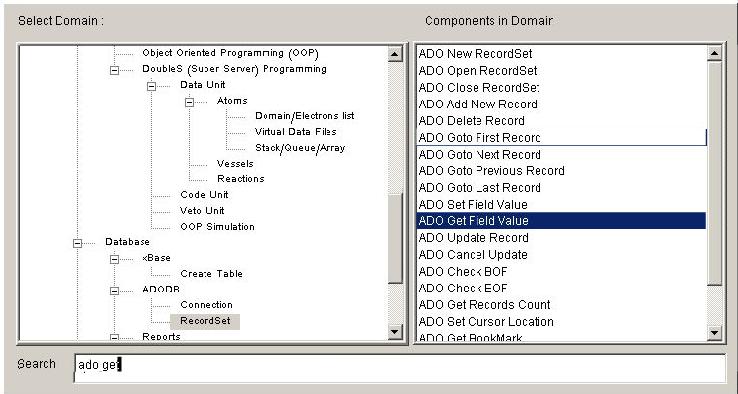 Select Domain :
Components in Domain
Object Oriented Programming (OOP)
DoubleS (Super Server) Programming
Data Unit
Atoms
Domain/Electrons list
Virtual Data Files
Stack/Queue/Array
Vessels
Reactions
Code Unit
Veto Unit
OOP Simulation
Database
xBase
Create Table
ADODB
Connection
RecordSet
Reports
ADO New RecordSet
ADO Open RecordSet
ADO Close RecordSet
ADO Add New Record
ADO Delete Record
ADO Goto First Record
ADO Goto Next Record
ADO Goto Previous Record
ADO Goto Last Record
ADO Set Field Value
ADO Get Field Value
ADO Update Record
ADO Cancel Update
ADO Check BOF
ADO Check EOF
ADO Get Records Count
ADO Set Cursor Location
ADO Get BookMark
Search
ado get